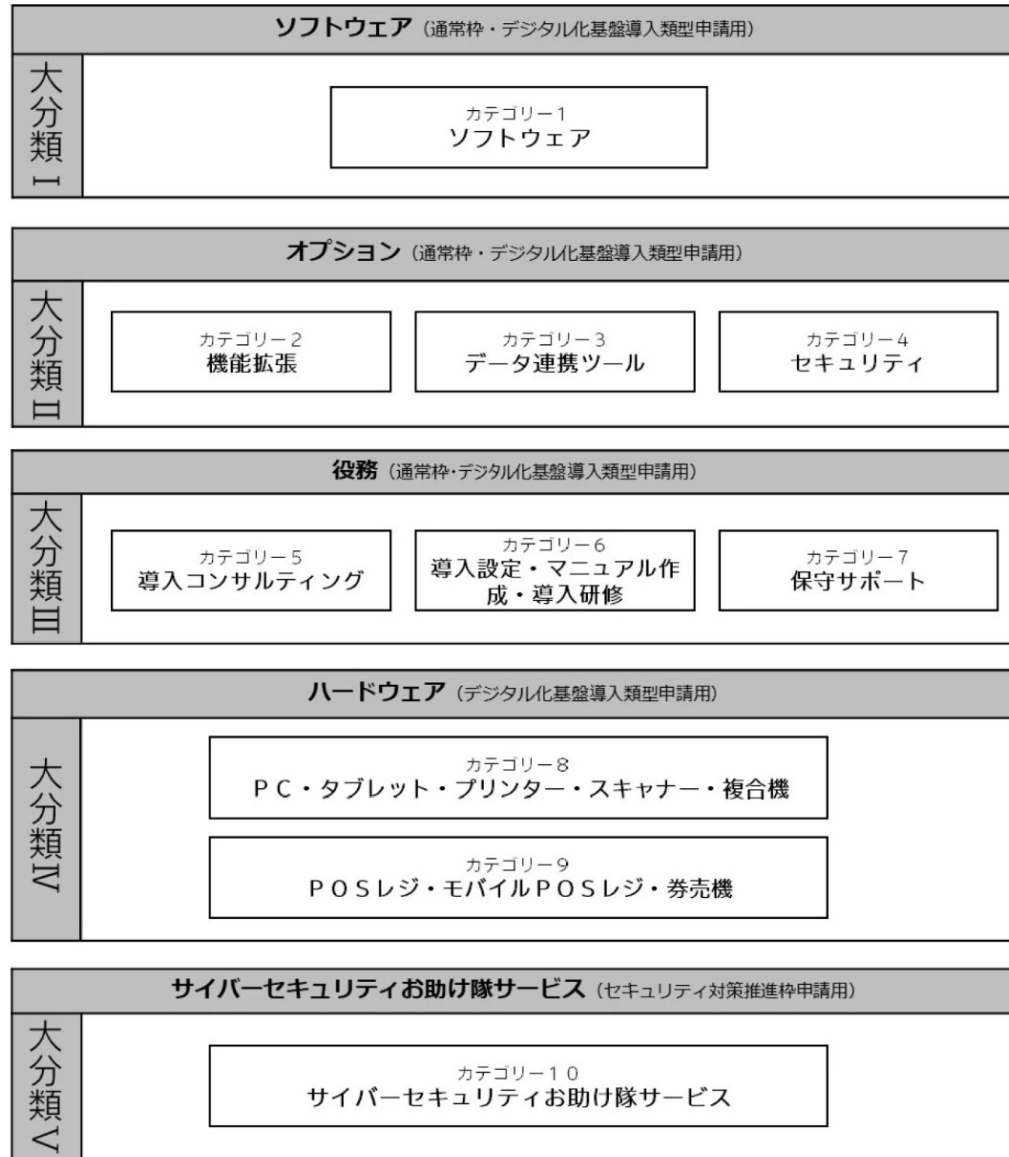 ソフトウェア（通常枠・デジタル化基盤導入類型申請用）
大分類Ⅰ
カテゴリー１
ソフトウェア
オプション（通常枠・デジタル化基盤導入類型申請用）
大分類Ⅱ
カテゴリー２
機能拡張
カテゴリー３
データ連携ツール
カテゴリー４
セキュリティ
役務（通常枠・デジタル化基盤導入類型申請用）
大分類Ⅲ
カテゴリー５
導入コンサルティング
カテゴリー６
導入設定・マニュアル作
成・導入研修
カテゴリー７
保守サポート
ハードウェア（デジタル化基盤導入類型申請用）
大分類Ⅳ
カテゴリー８
ＰＣ・タブレット・プリンター・スキャナー・複合機
カテゴリー９
ＰＯＳレジ・モバイルＰＯＳレジ・券売機
サイバーセキュリティお助け隊サービス（セキュリティ対策推進枠申請用）
大分類Ⅴ
カテゴリー１０
サイバーセキュリティお助け隊サービス